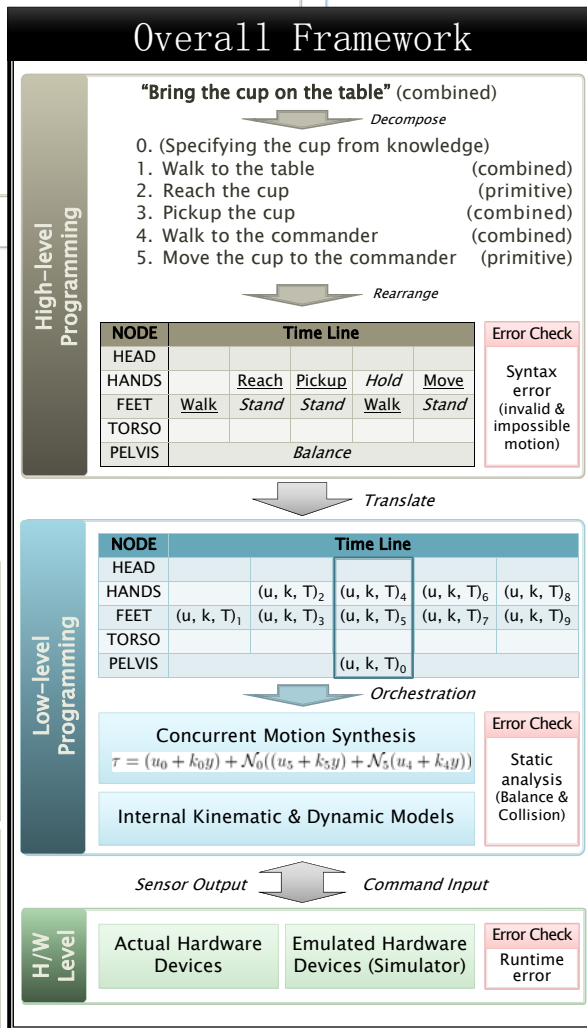 Overall Framework
High-level
Programming
“Bring the cup on the table” (combined)
Decompose
0. (Specifying the cup from knowledge)
1. Walk to the table (combined)
2. Reach the cup (primitive)
3. Pickup the cup (combined)
4. Walk to the commander (combined)
5. Move the cup to the commander (primitive)
Rearrange
NODE Time Line
HEAD
HANDS Reach Pickup Hold Move
FEET Walk Stand Stand Walk Stand
TORSO
PELVIS Balance
Error Check
Syntax
error
(invalid &
impossible
motion)
Translate
Low-level
Programming
NODE Time Line
HEAD
HANDS (u, k, T)₂ (u, k, T)₄ (u, k, T)₆ (u, k, T)₈
FEET (u, k, T)₁ (u, k, T)₃ (u, k, T)₅ (u, k, T)₇ (u, k, T)₉
TORSO
PELVIS (u, k, T)₀
Orchestration
Concurrent Motion Synthesis
τ = (u₀ + k₀y) + 𝒩₀((u₅ + k₅y) + 𝒩₅(u₄ + k₄y))
Internal Kinematic & Dynamic Models
Error Check
Static
analysis
(Balance &
Collision)
Sensor Output Command Input
H/W
Level
Actual Hardware
Devices
Emulated Hardware
Devices (Simulator)
Error Check
Runtime
error